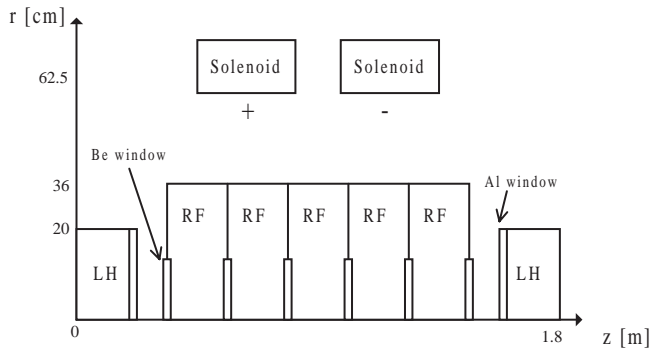 r [cm]
Solenoid Solenoid
62.5
+ -
Be window
36
Al window
RF RF RF RF RF
20
LH LH
0
1.8
z [m]